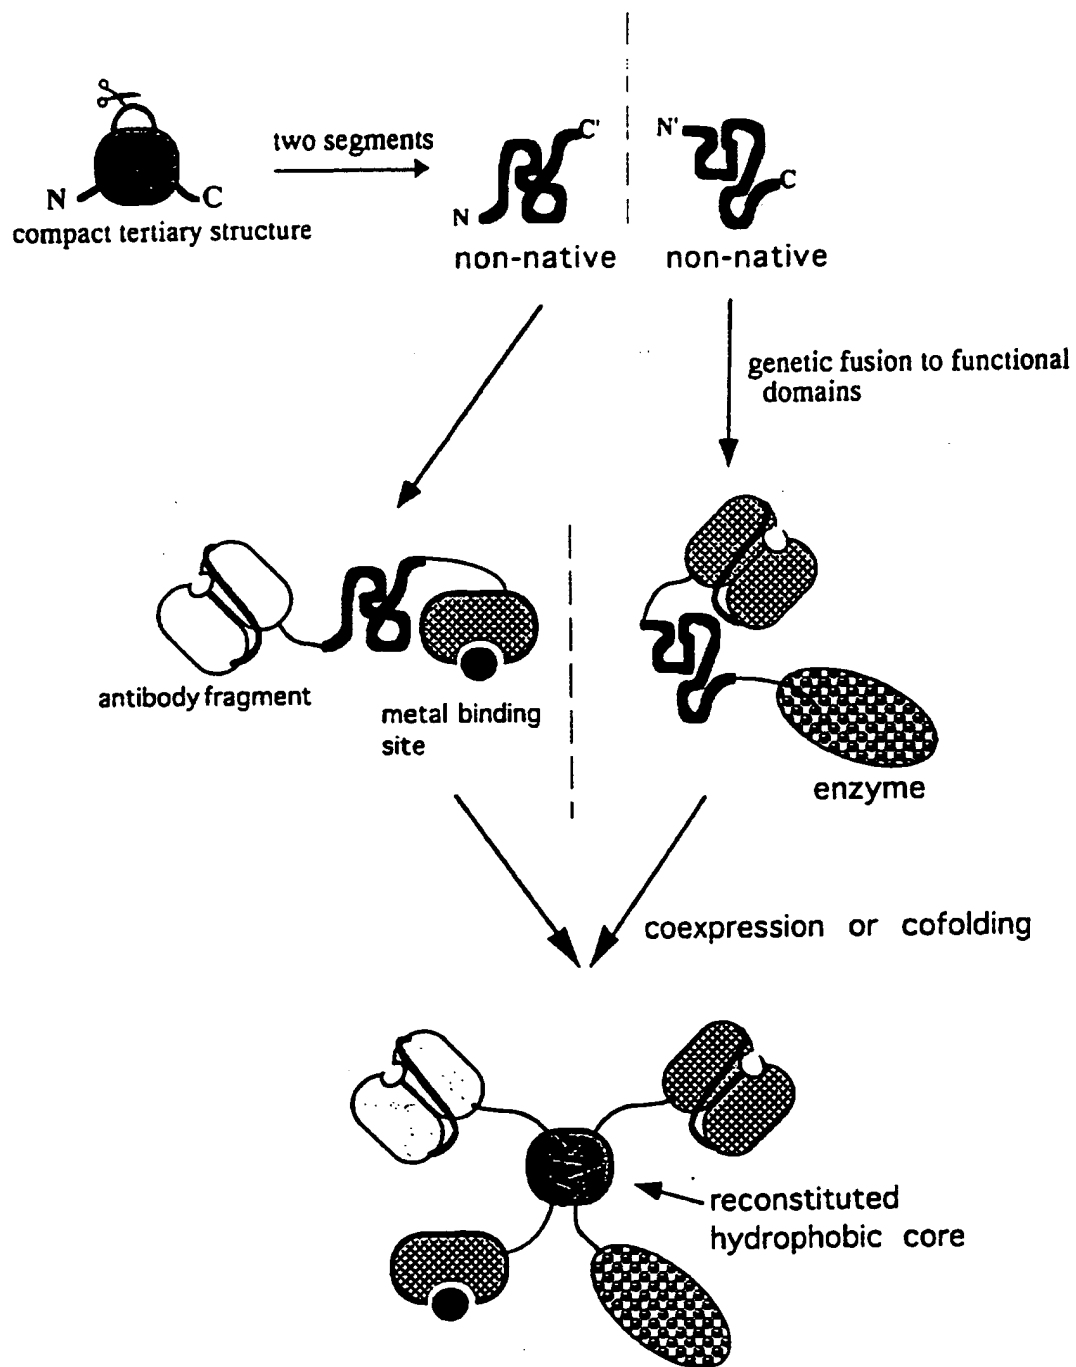 two segments
N
C
compact tertiary structure
N
C'
non-native
N'
C
non-native
genetic fusion to functional
domains
antibody fragment
metal binding
site
enzyme
coexpression or cofolding
reconstituted
hydrophobic core